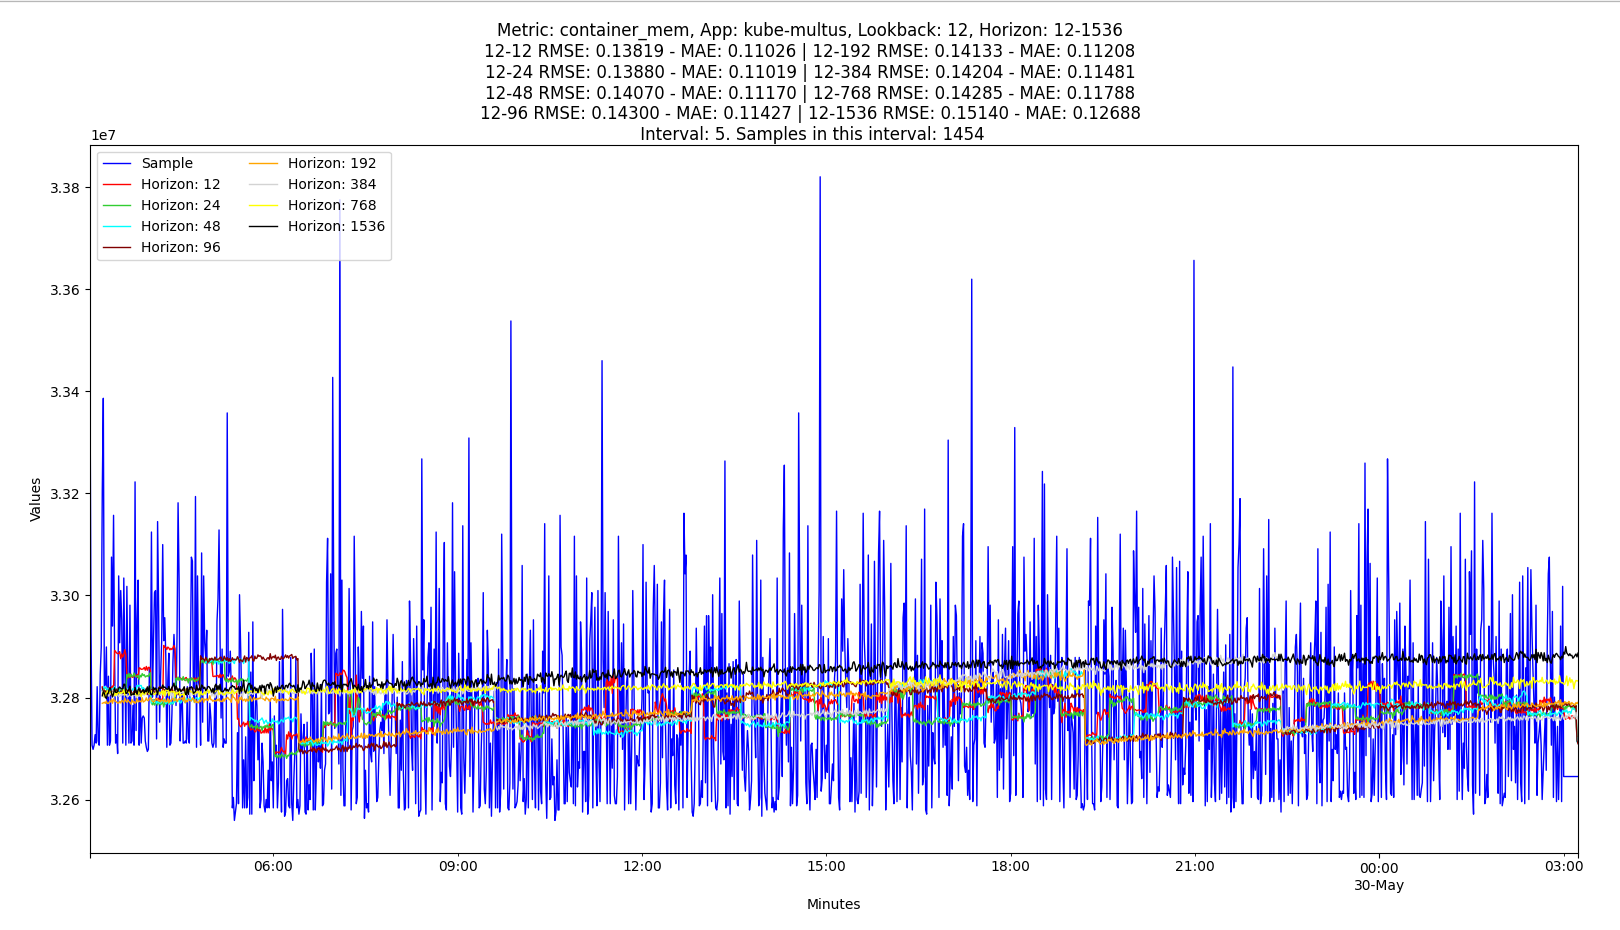 Metric: container_mem, App: kube-multus, Lookback: 12, Horizon: 12-1536
12-12 RMSE: 0.13819 - MAE: 0.11026 | 12-192 RMSE: 0.14133 - MAE: 0.11208
12-24 RMSE: 0.13880 - MAE: 0.11019 | 12-384 RMSE: 0.14204 - MAE: 0.11481
12-48 RMSE: 0.14070 - MAE: 0.11170 | 12-768 RMSE: 0.14285 - MAE: 0.11788
12-96 RMSE: 0.14300 - MAE: 0.11427 | 12-1536 RMSE: 0.15140 - MAE: 0.12688
Interval: 5. Samples in this interval: 1454
1e7
Sample
Horizon: 12
Horizon: 24
Horizon: 48
Horizon: 96
Horizon: 192
Horizon: 384
Horizon: 768
Horizon: 1536
3.38
3.36
3.34
3.32
3.30
3.28
3.26
Values
06:00
09:00
12:00
15:00
18:00
21:00
00:00
30-May
03:00
Minutes